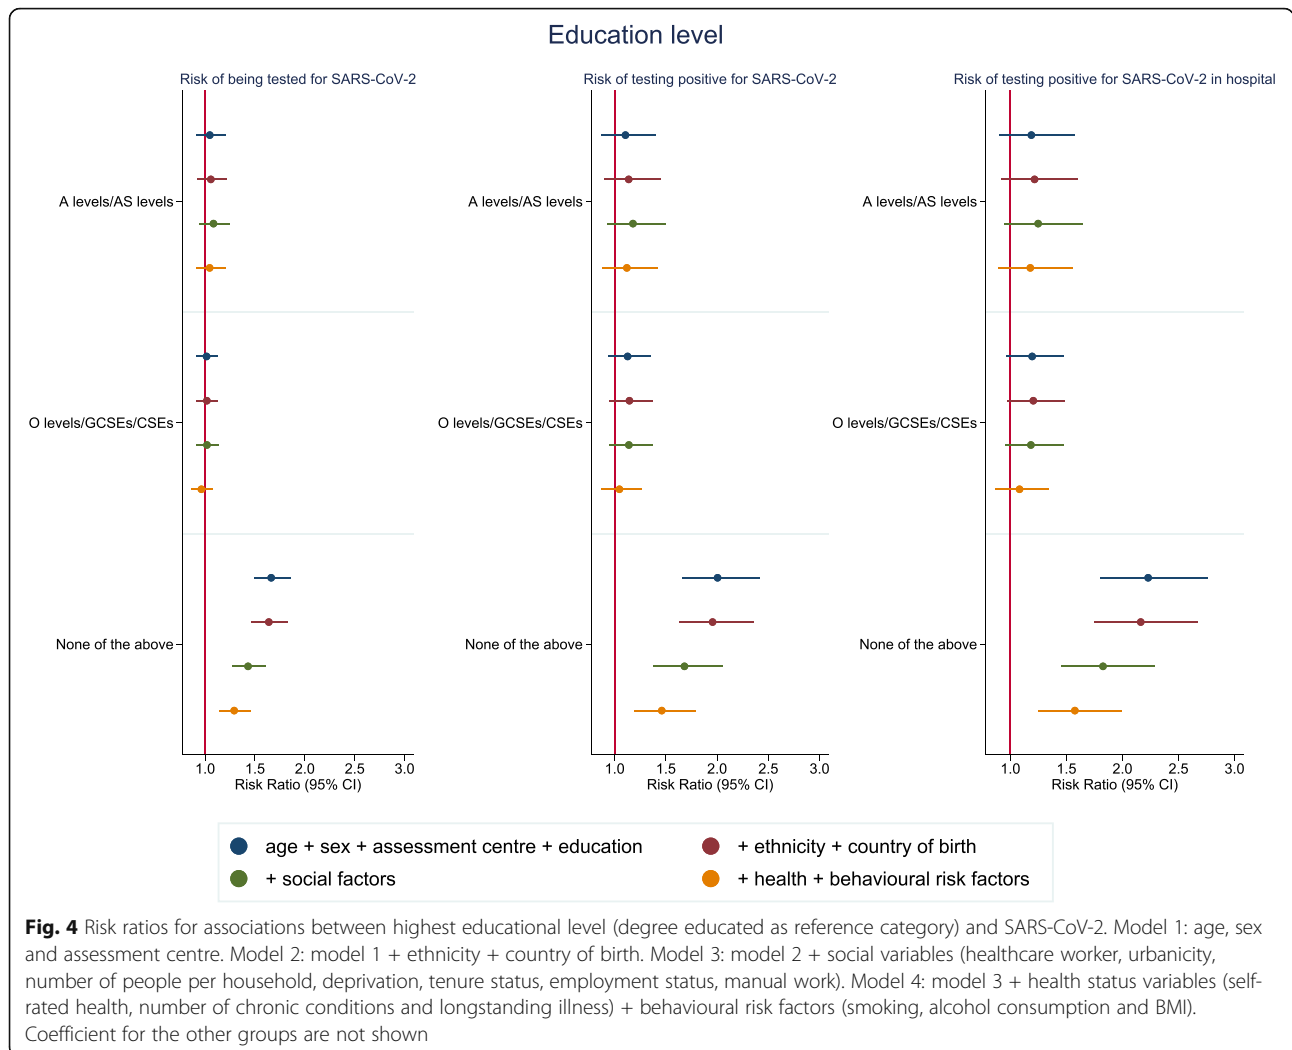 Education level
Risk of being tested for SARS-CoV-2
A levels/AS levels
O levels/GCSEs/CSEs
None of the above
1.0 1.5 2.0 2.5 3.0
Risk Ratio (95% CI)
Risk of testing positive for SARS-CoV-2
A levels/AS levels
O levels/GCSEs/CSEs
None of the above
1.0 1.5 2.0 2.5 3.0
Risk Ratio (95% CI)
Risk of testing positive for SARS-CoV-2 in hospital
A levels/AS levels
O levels/GCSEs/CSEs
None of the above
1.0 1.5 2.0 2.5 3.0
Risk Ratio (95% CI)
age + sex + assessment centre + education
+ ethnicity + country of birth
+ social factors
+ health + behavioural risk factors
Fig. 4 Risk ratios for associations between highest educational level (degree educated as reference category) and SARS-CoV-2. Model 1: age, sex
and assessment centre. Model 2: model 1 + ethnicity + country of birth. Model 3: model 2 + social variables (healthcare worker, urbanicity,
number of people per household, deprivation, tenure status, employment status, manual work). Model 4: model 3 + health status variables (self-
rated health, number of chronic conditions and longstanding illness) + behavioural risk factors (smoking, alcohol consumption and BMI).
Coefficient for the other groups are not shown